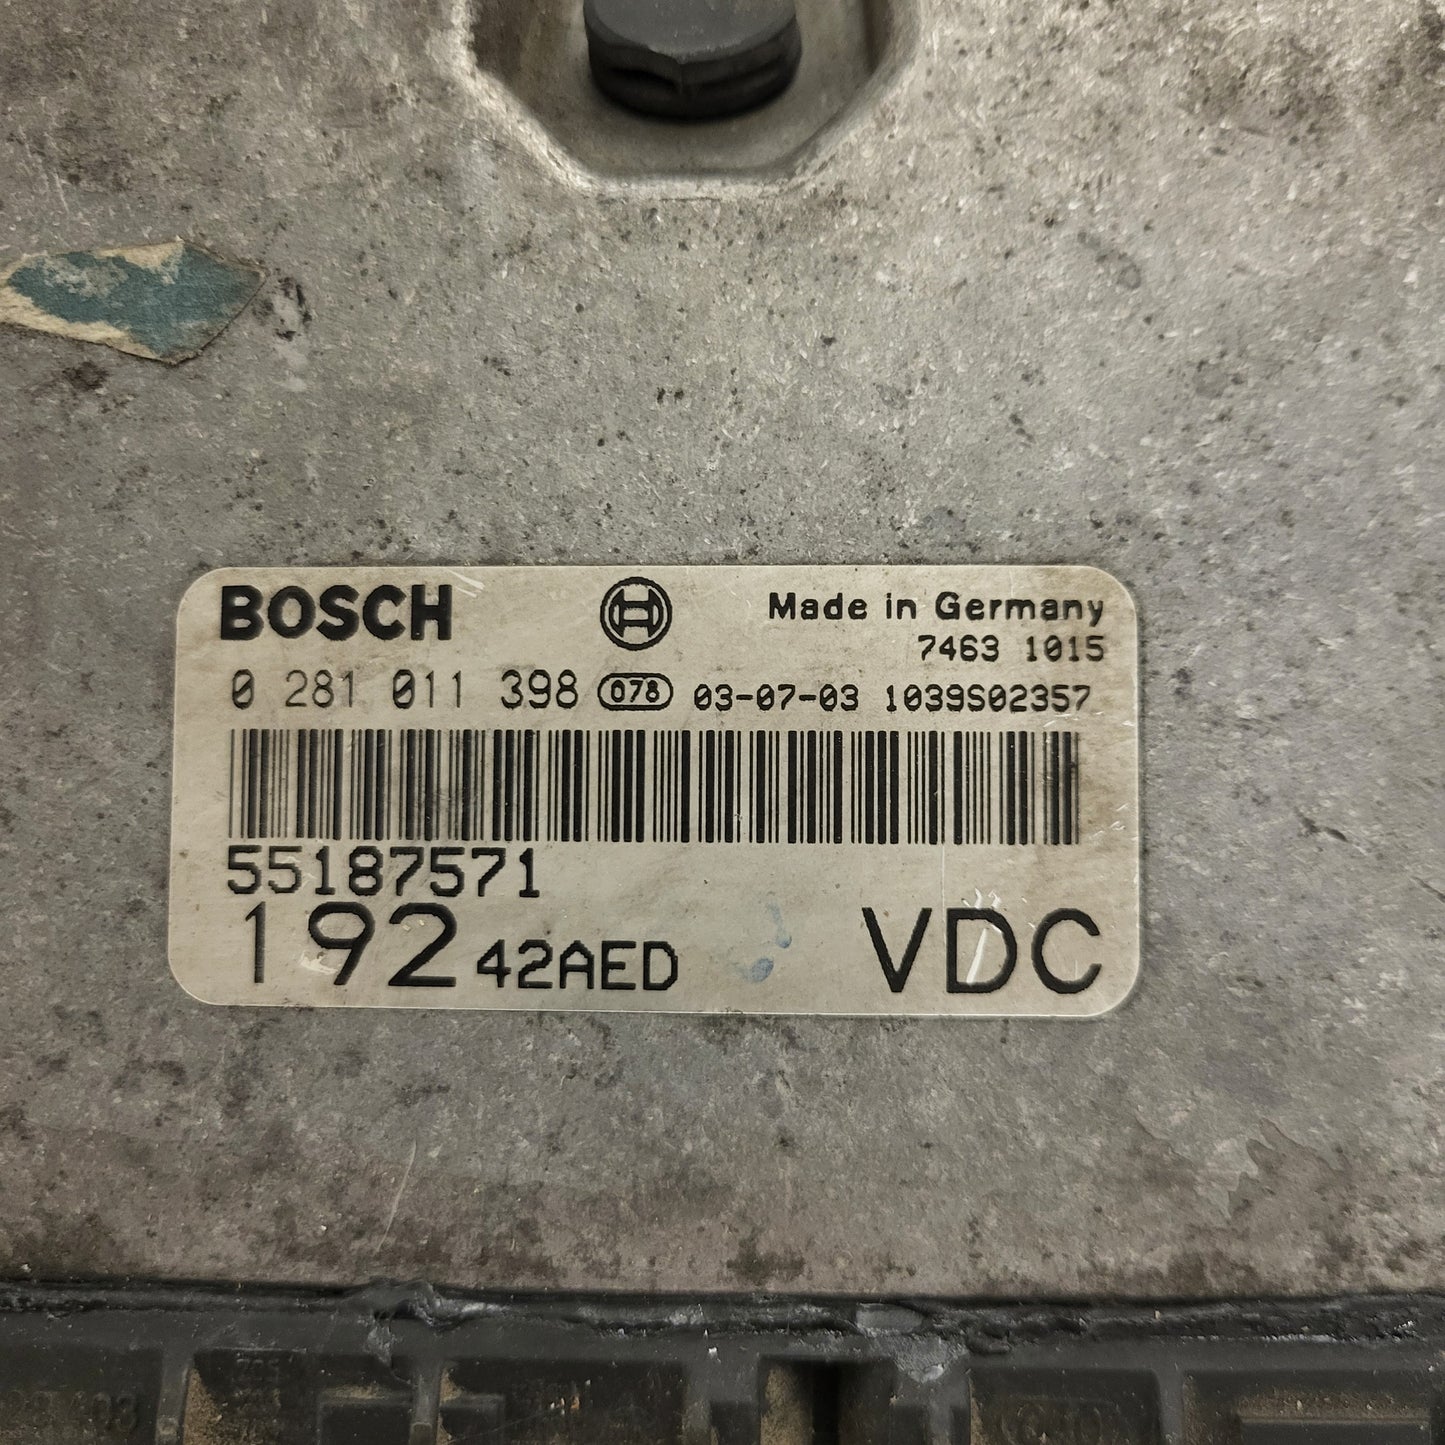 BOSCH
Made in Germany
7463 1015
0 281 011 398 078 03-07-03 1039S02357
55187571
192 42AED VDC